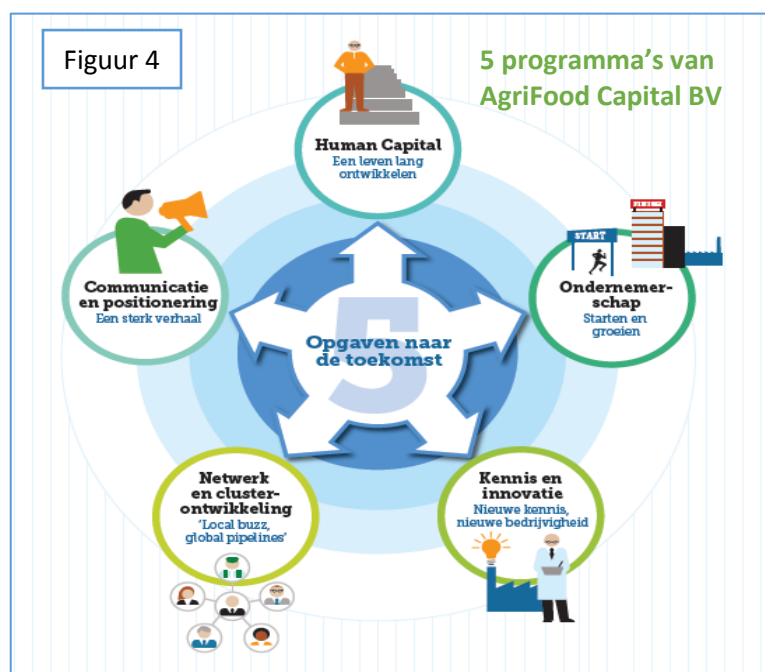 Figuur 4
5 programma's van
AgriFood Capital BV
Human Capital
Een leven lang
ontwikkelen
START
FINISH
Ondernemer-
schap
Starten en
groeien
Communicatie
en positionering
Een sterk verhaal
5
Opgaven naar
de toekomst
Netwerk
en cluster-
ontwikkeling
'Local buzz,
global pipelines'
Kennis en
innovatie
Nieuwe kennis,
nieuwe bedrijvigheid